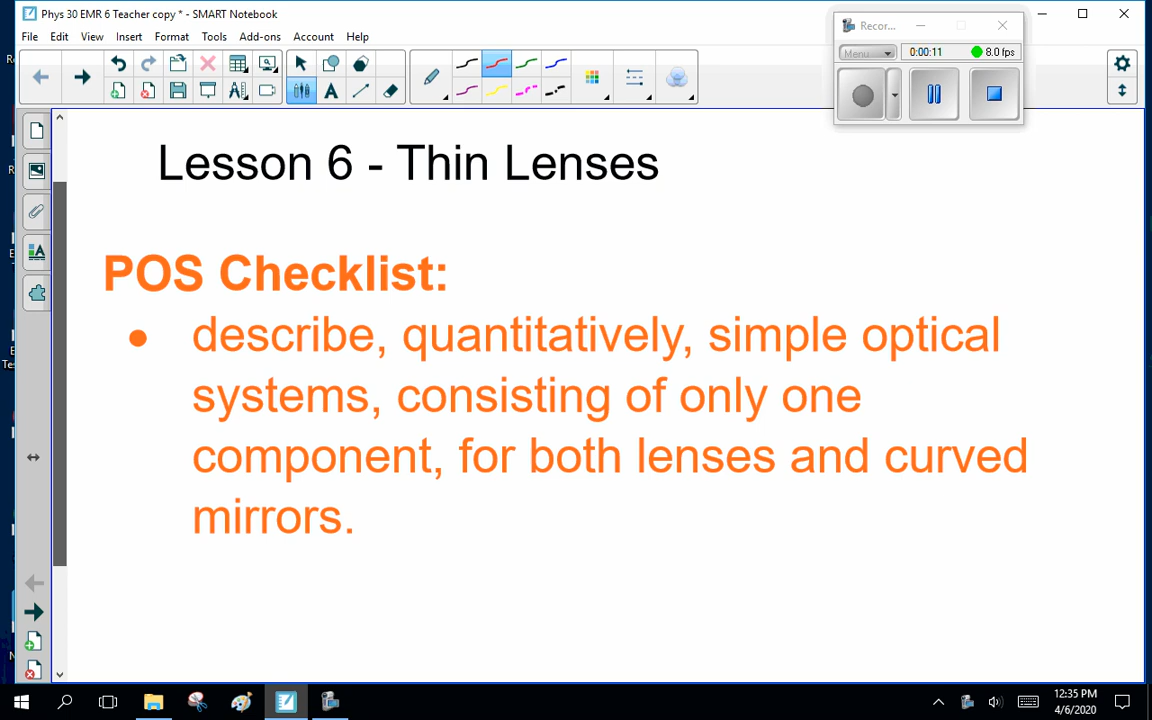 Phys 30 EMR 6 Teacher copy * - SMART Notebook
Recor...
File Edit View Insert Format Tools Add-ons Account Help
Menu 0:00:11 8.0 fps
Lesson 6 - Thin Lenses
POS Checklist:
• describe, quantitatively, simple optical
systems, consisting of only one
component, for both lenses and curved
mirrors.
12:35 PM
4/6/2020